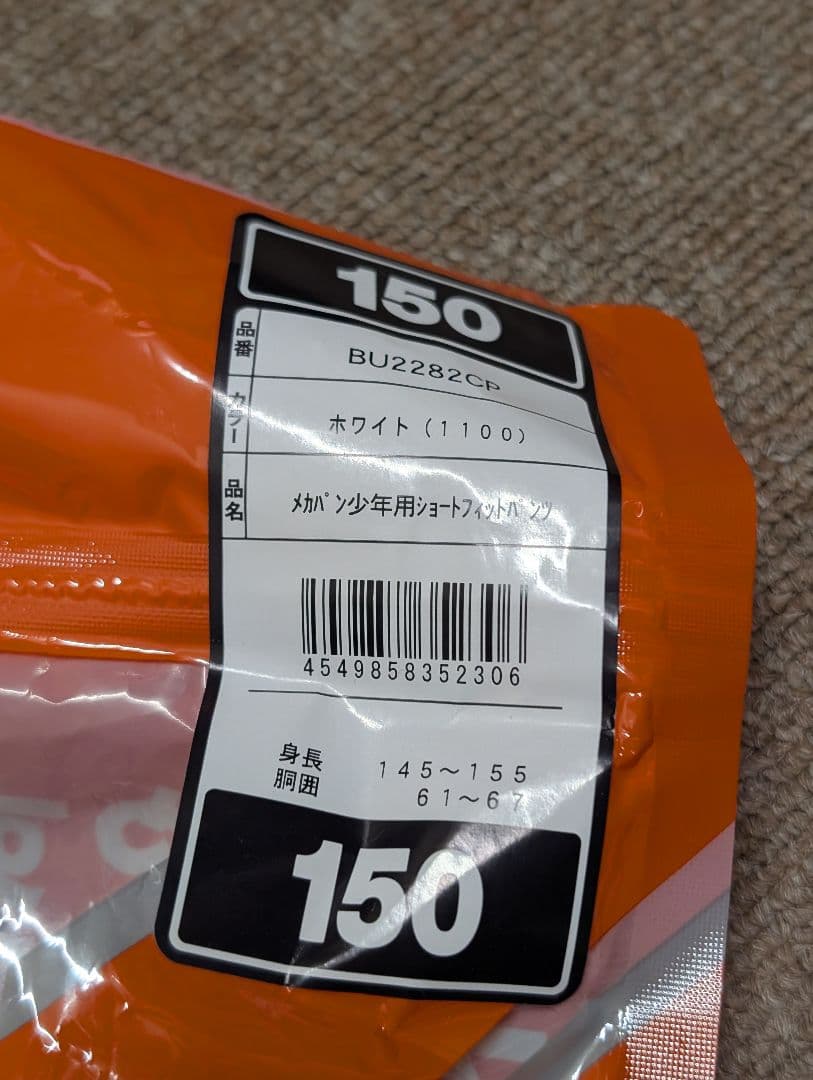 150
品番 BU2282CP
カラー ホワイト(1100)
品名 ﾒｶﾊﾟﾝ少年用ｼｮｰﾄﾌｨｯﾄﾊﾟﾝﾂ
4549858352306
身長 145〜155
胴囲 61〜67
150